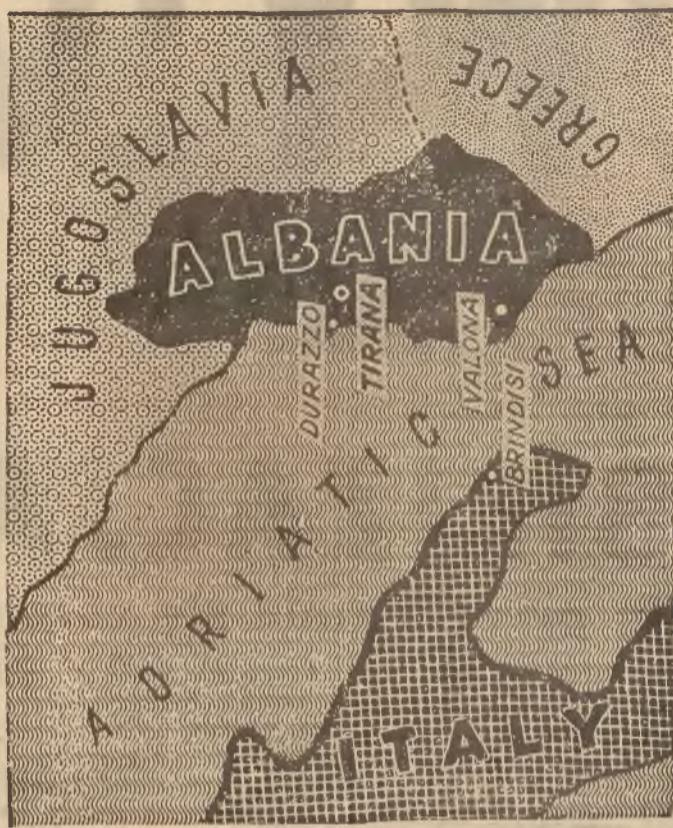 JUGOSLAVIA
GREECE
ALBANIA
DURAZZO
TIRANA
VALONA
BRINDISI
ADRIATIC SEA
ITALY